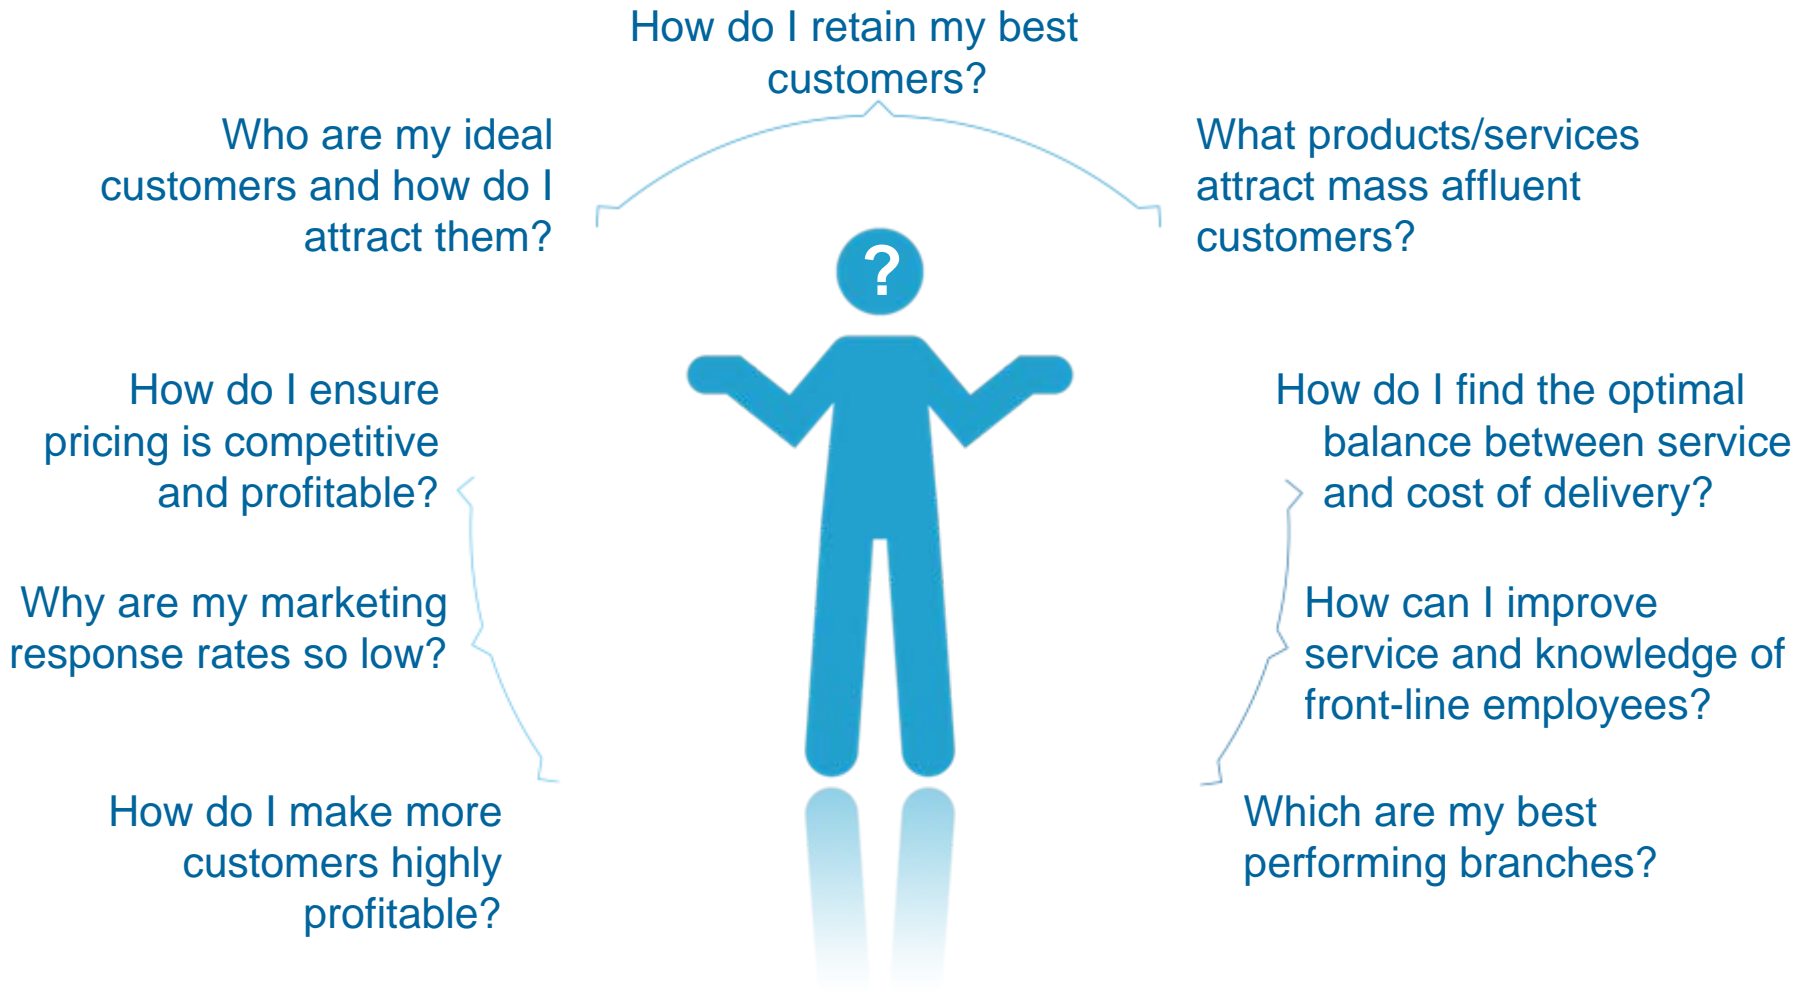 How do I retain my best
customers?
Who are my ideal
customers and how do I
attract them?
What products/services
attract mass affluent
customers?
?
How do I ensure
pricing is competitive
and profitable?
How do I find the optimal
balance between service
and cost of delivery?
Why are my marketing
response rates so low?
How can I improve
service and knowledge of
front-line employees?
How do I make more
customers highly
profitable?
Which are my best
performing branches?